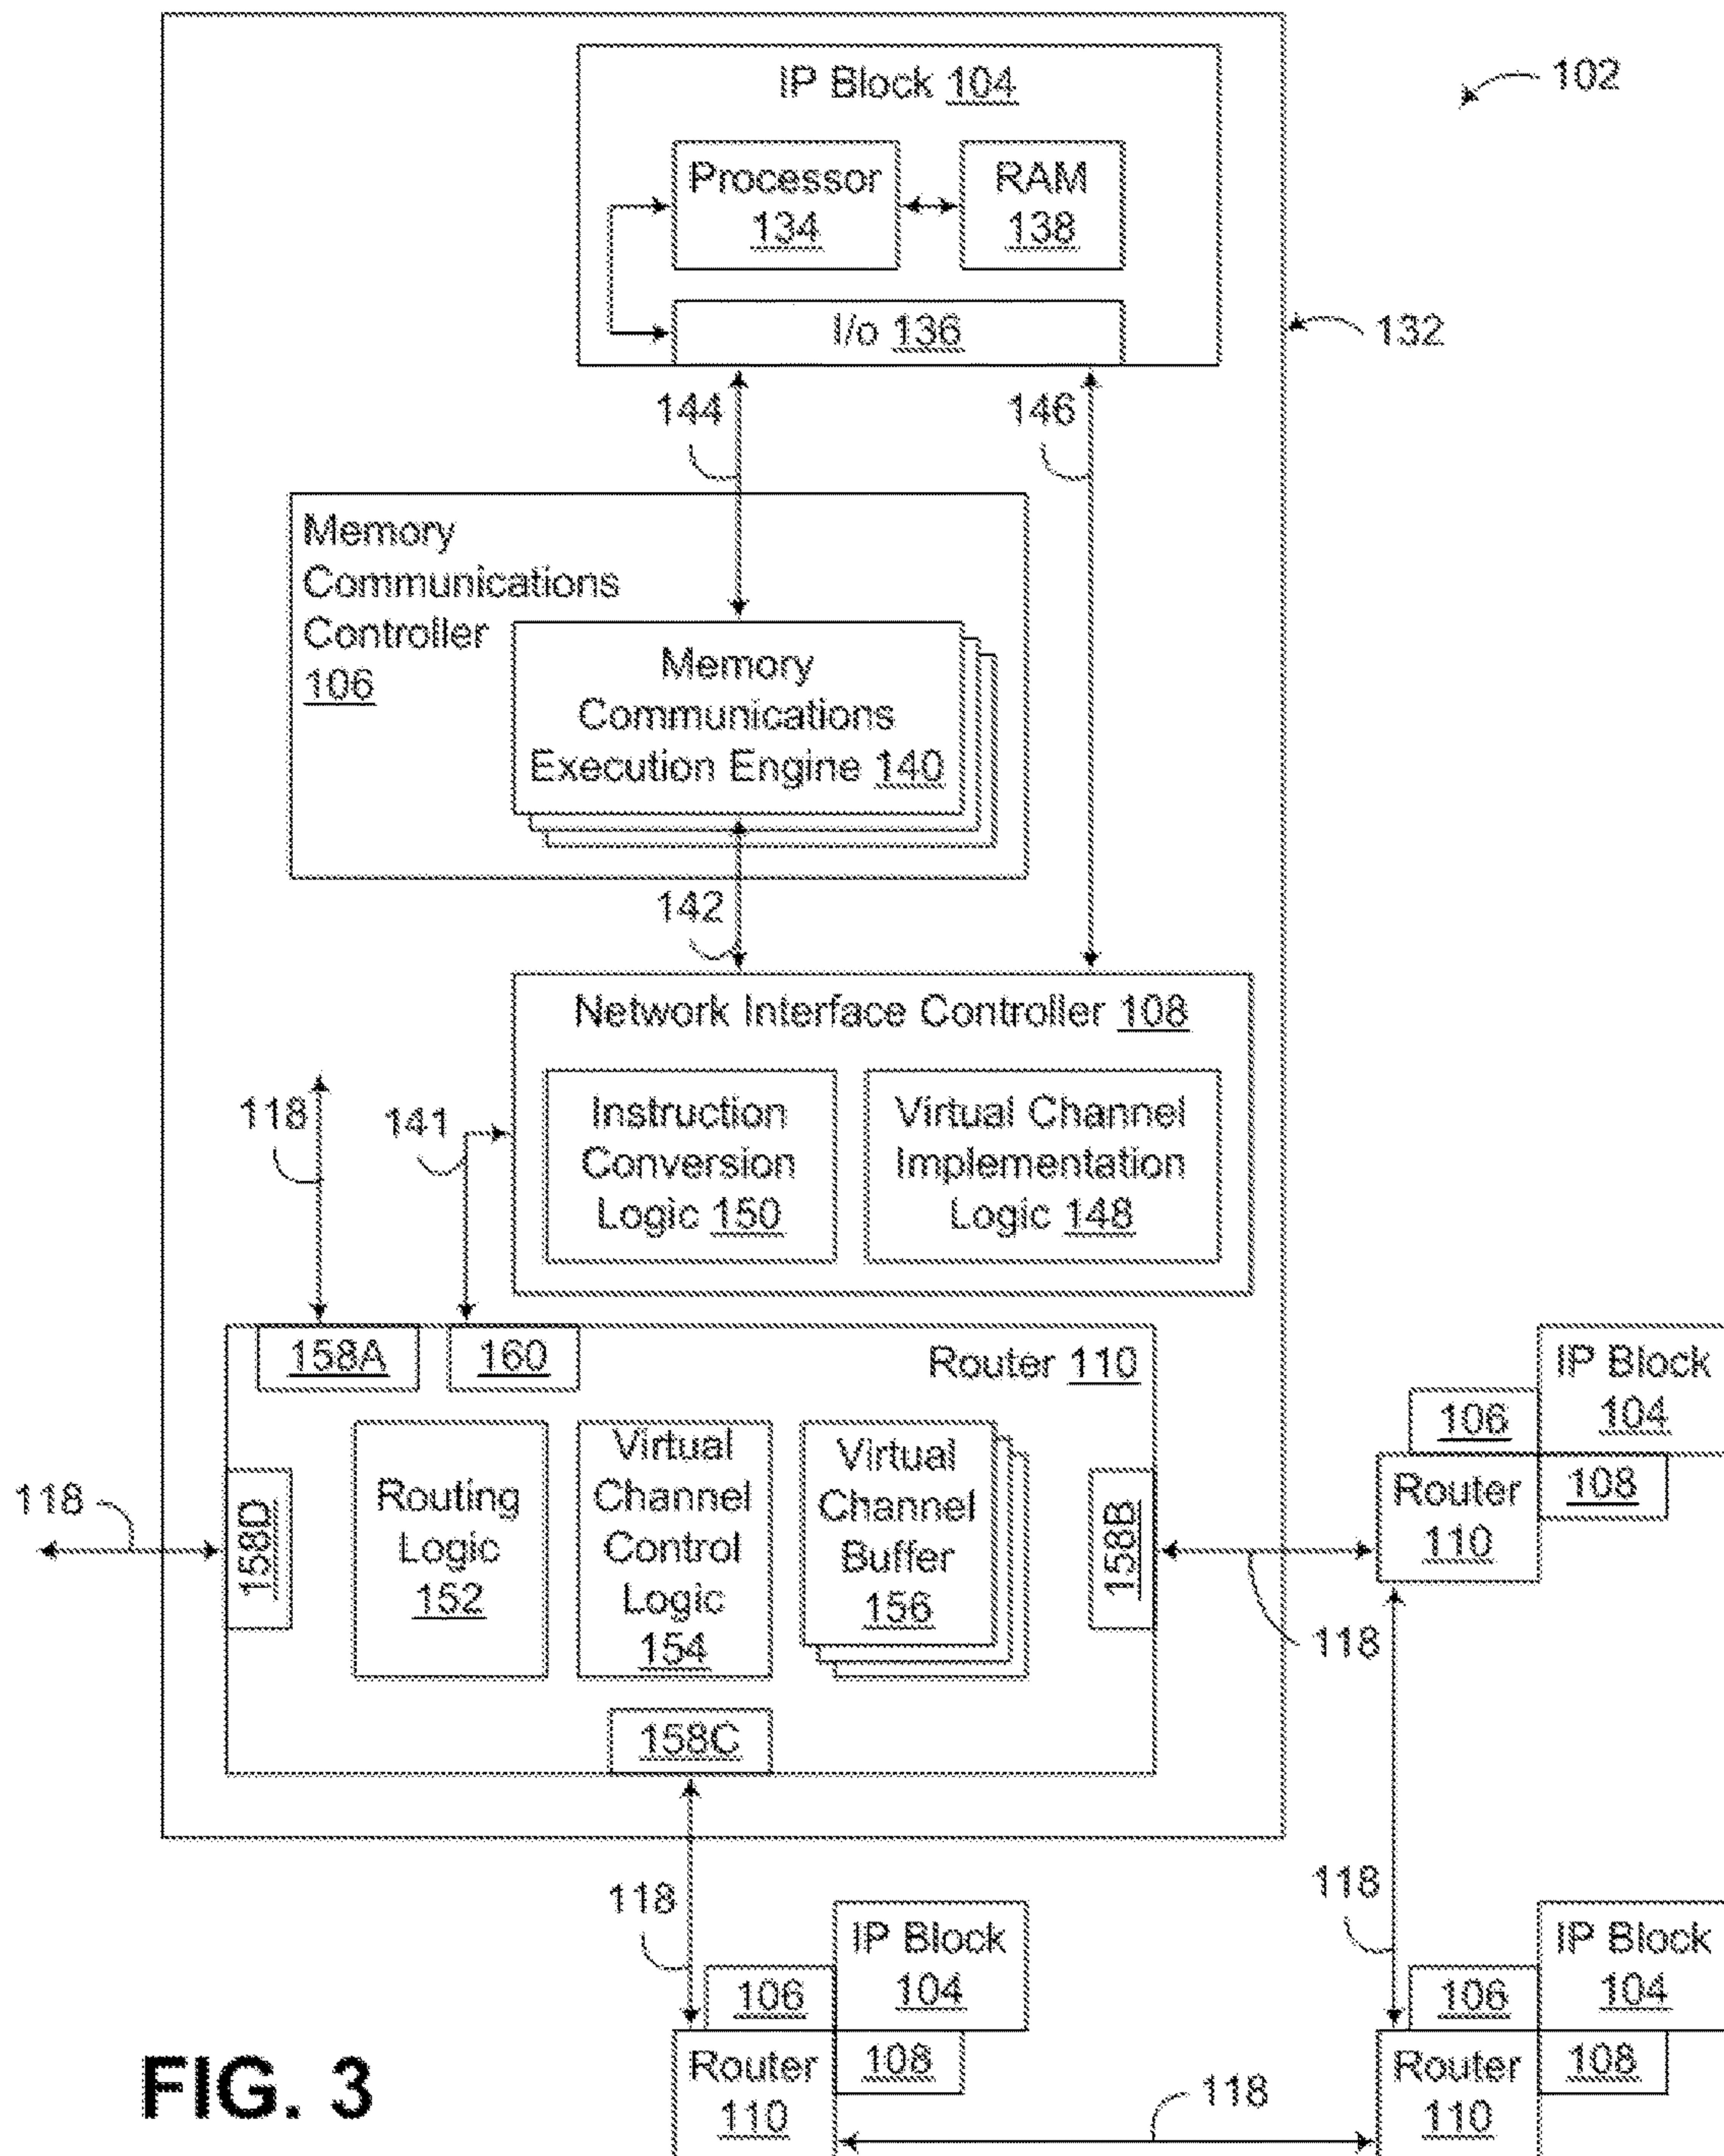 IP Block 104
102
Processor
134
RAM
138
I/o 136
132
144
146
Memory
Communications
Controller
106
Memory
Communications
Execution Engine 140
142
Network Interface Controller 108
118
141
Instruction
Conversion
Logic 150
Virtual Channel
Implementation
Logic 148
158A
160
Router 110
118
158D
Routing
Logic
152
Virtual
Channel
Control
Logic
154
Virtual
Channel
Buffer
156
158B
158C
118
IP Block
104
106
Router
110
108
118
118
IP Block
104
106
Router
110
108
118
IP Block
104
106
Router
110
108
FIG. 3